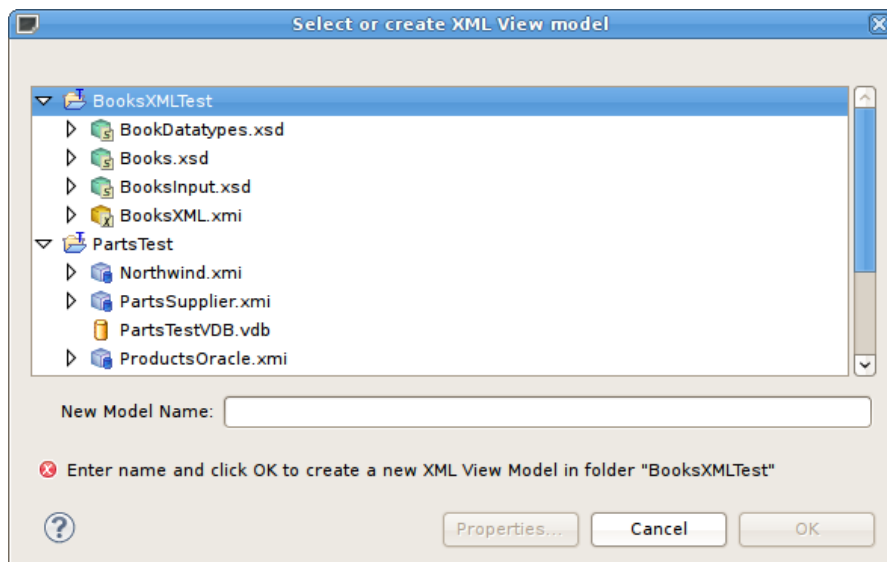 Select or create XML View model
BooksXMLTest
BookDatatypes.xsd
Books.xsd
BooksInput.xsd
BooksXML.xmi
PartsTest
Northwind.xmi
PartsSupplier.xmi
PartsTestVDB.vdb
ProductsOracle.xmi
New Model Name:
Enter name and click OK to create a new XML View Model in folder "BooksXMLTest"
Properties... Cancel OK